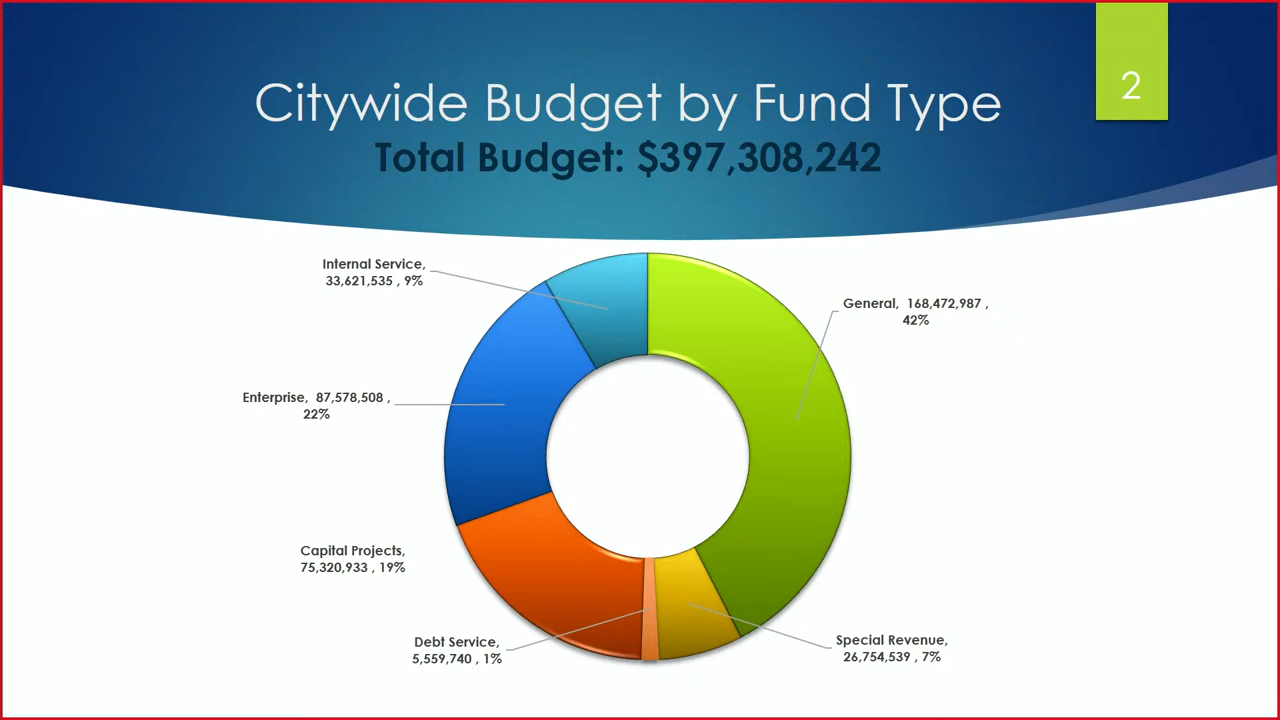 2
Citywide Budget by Fund Type
Total Budget: $397,308,242
Internal Service,
33,621,535 , 9%
General,  168,472,987 ,
42%
Enterprise,  87,578,508 ,
22%
Capital Projects,
75,320,933 , 19%
Debt Service,
5,559,740 , 1%
Special Revenue,
26,754,539 , 7%